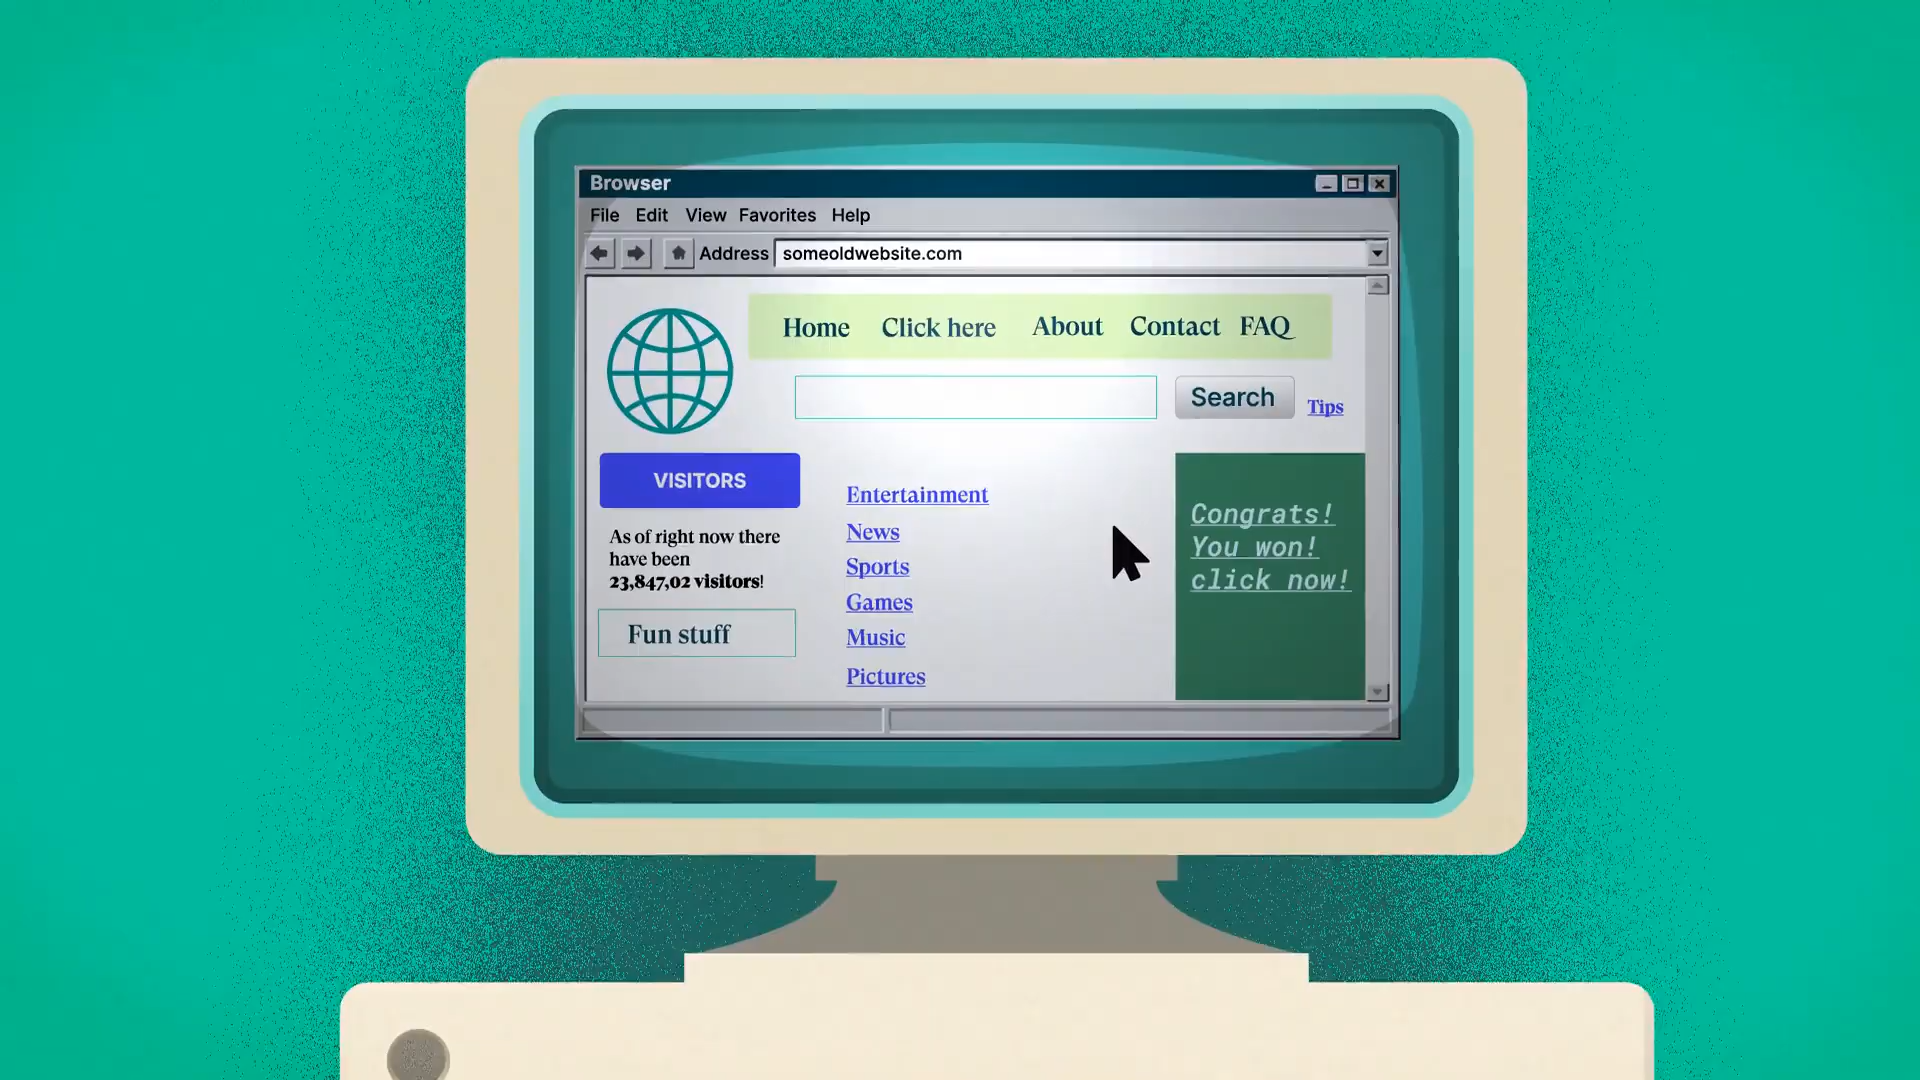 Browser
File Edit View Favorites Help
Address someoldwebsite.com
Home Click here About Contact FAQ
Search Tips
VISITORS
As of right now there
have been
23,847,02 visitors!
Fun stuff
Entertainment
News
Sports
Games
Music
Pictures
Congrats!
You won!
click now!